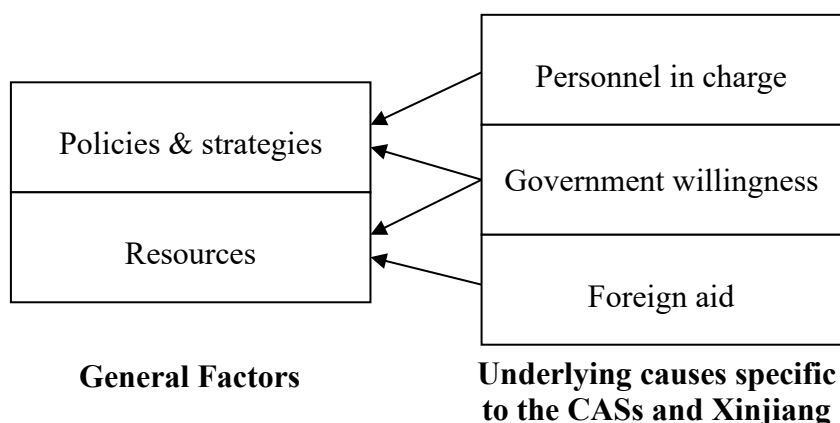 Personnel in charge
Policies & strategies
Government willingness
Resources
Foreign aid
General Factors
Underlying causes specific
to the CASs and Xinjiang